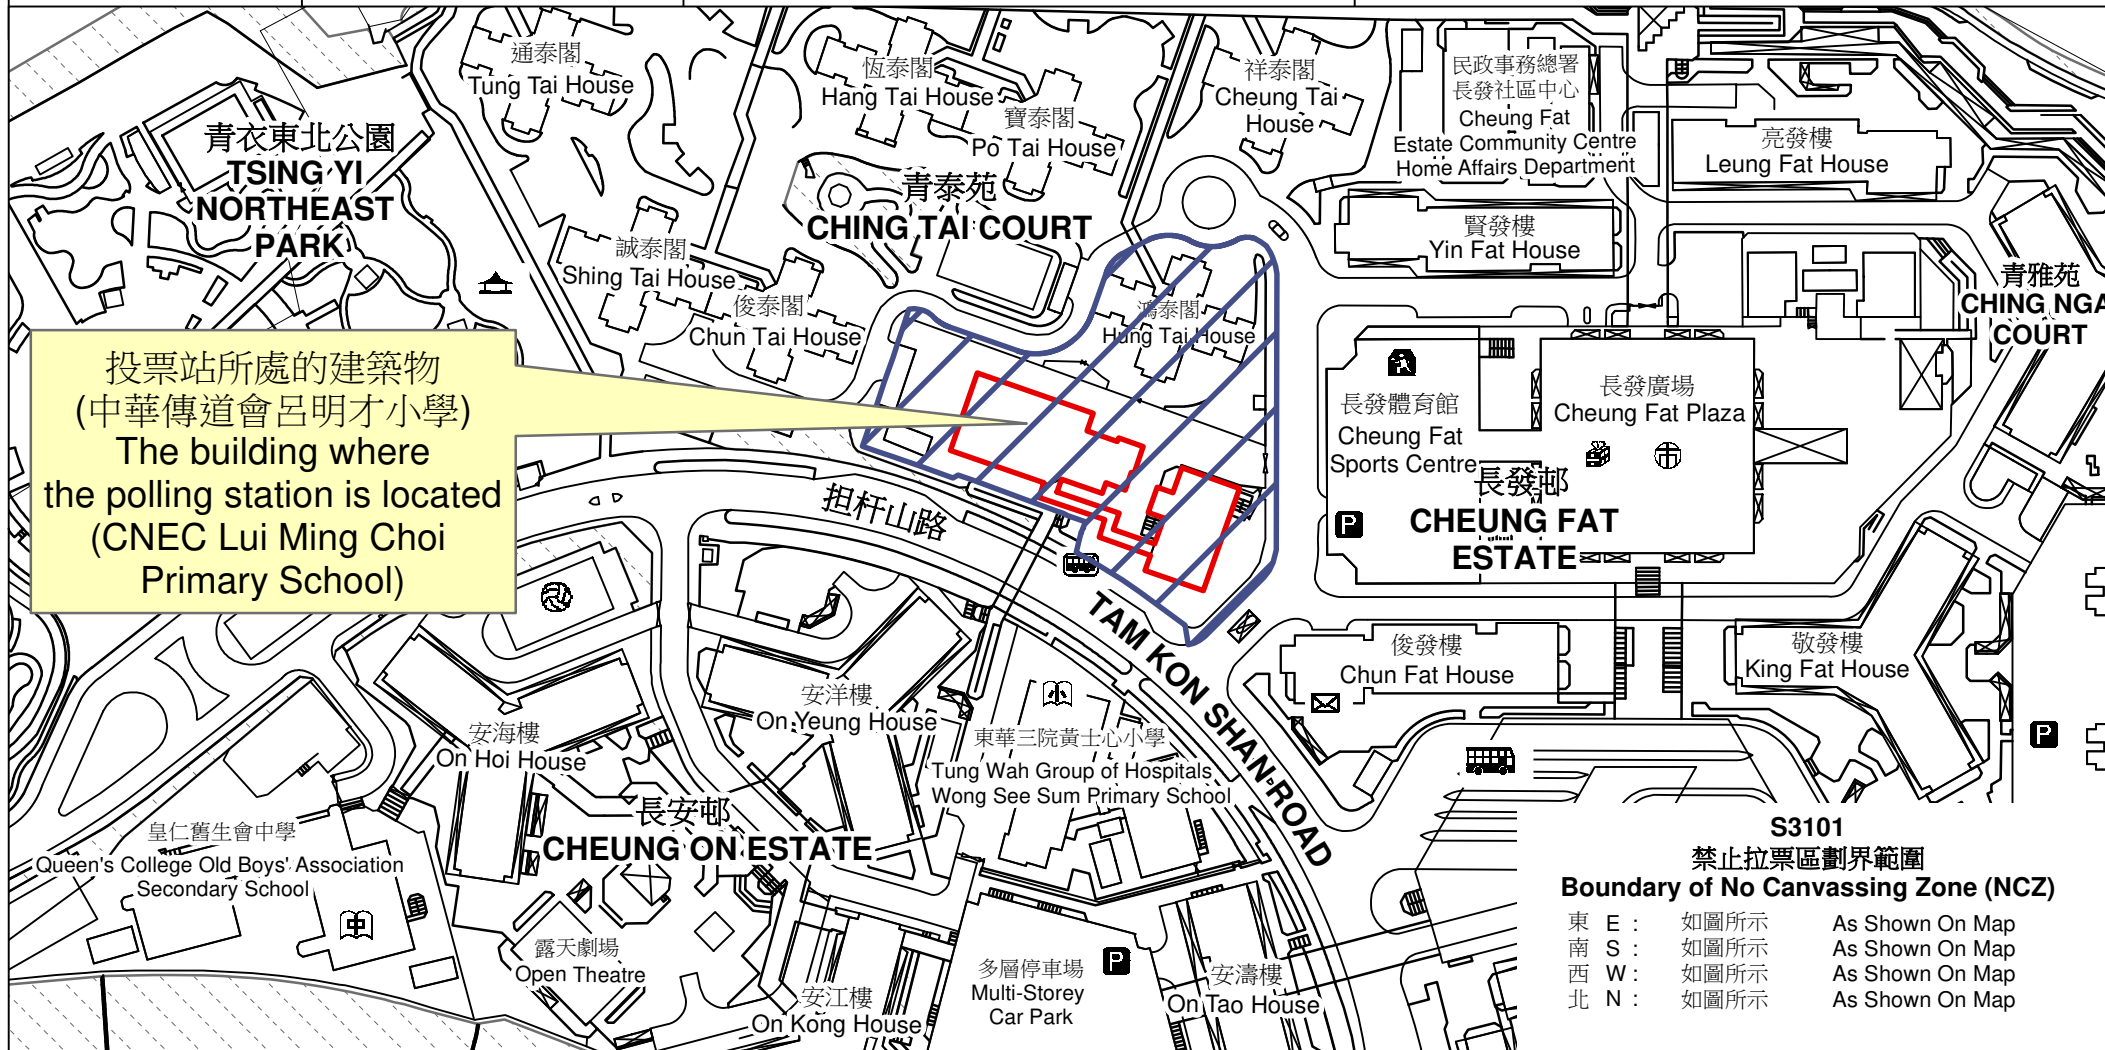 通泰閣
Tung Tai House
恆泰閣
Hang Tai House
寶泰閣
Po Tai House
祥泰閣
Cheung Tai
House
民政事務總署
長發社區中心
Cheung Fat
Estate Community Centre
Home Affairs Department
亮發樓
Leung Fat House
青衣東北公園
TSING YI
NORTHEAST
PARK
青泰苑
CHING TAI COURT
誠泰閣
Shing Tai House
俊泰閣
Chun Tai House
鴻泰閣
Hung Tai House
賢發樓
Yin Fat House
青雅苑
CHING NGA
COURT
投票站所處的建築物
(中華傳道會呂明才小學)
The building where
the polling station is located
(CNEC Lui Ming Choi
Primary School)
長發體育館
Cheung Fat
Sports Centre
長發廣場
Cheung Fat Plaza
長發邨
CHEUNG FAT
ESTATE
P
担杆山路
TAM KON SHAN ROAD
俊發樓
Chun Fat House
敬發樓
King Fat House
P
安洋樓
On Yeung House
安海樓
On Hoi House
小
東華三院黃士心小學
Tung Wah Group of Hospitals
Wong See Sum Primary School
長安邨
CHEUNG ON ESTATE
皇仁舊生會中學
Queen's College Old Boys' Association
Secondary School
中
露天劇場
Open Theatre
安江樓
On Kong House
多層停車場
Multi-Storey
Car Park
P
安濤樓
On Tao House
S3101
禁止拉票區劃界範圍
Boundary of No Canvassing Zone (NCZ)
東 E : 如圖所示 As Shown On Map
南 S : 如圖所示 As Shown On Map
西 W : 如圖所示 As Shown On Map
北 N : 如圖所示 As Shown On Map